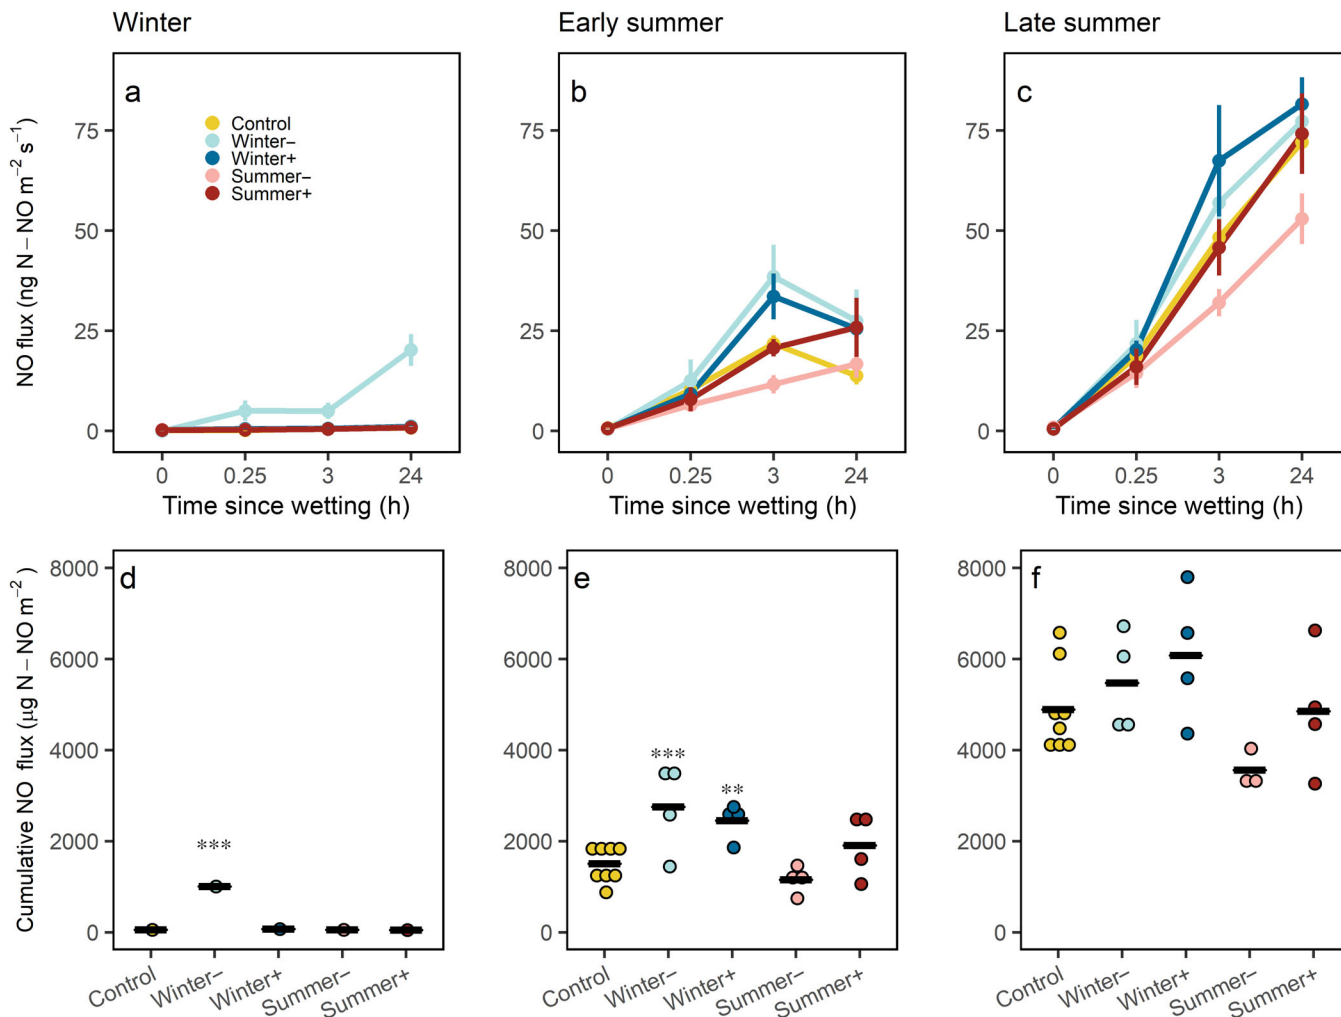 Winter
Early summer
Late summer
a
b
c
Control
Winter−
Winter+
Summer−
Summer+
NO flux (ng N − NO m⁻² s⁻¹)
75
50
25
0
75
50
25
0
75
50
25
0
0 0.25 3 24
0 0.25 3 24
0 0.25 3 24
Time since wetting (h)
Time since wetting (h)
Time since wetting (h)
d
e
f
Cumulative NO flux (µg N − NO m⁻²)
8000
6000
4000
2000
0
8000
6000
4000
2000
0
8000
6000
4000
2000
0
***
***
**
Control Winter− Winter+ Summer− Summer+
Control Winter− Winter+ Summer− Summer+
Control Winter− Winter+ Summer− Summer+